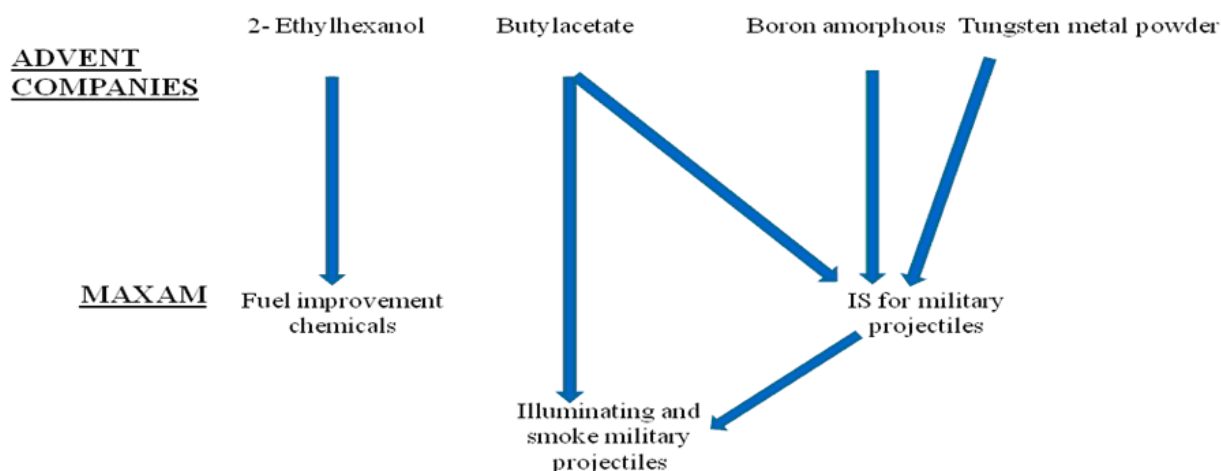 2- Ethylhexanol
Butylacetate
Boron amorphous
Tungsten metal powder
ADVENT
COMPANIES
MAXAM
Fuel improvement
chemicals
IS for military
projectiles
Illuminating and
smoke military
projectiles